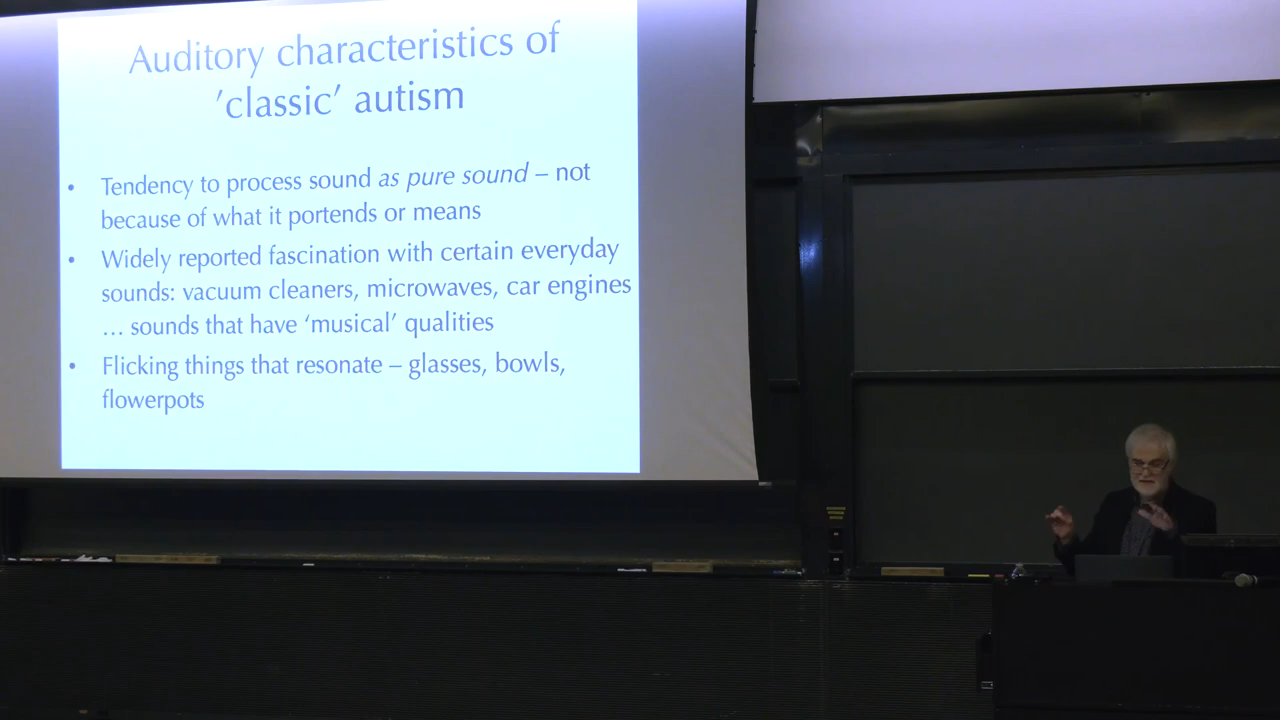 Auditory characteristics of
’classic’ autism
• Tendency to process sound as pure sound – not
because of what it portends or means
• Widely reported fascination with certain everyday
sounds: vacuum cleaners, microwaves, car engines
… sounds that have ‘musical’ qualities
• Flicking things that resonate – glasses, bowls,
flowerpots